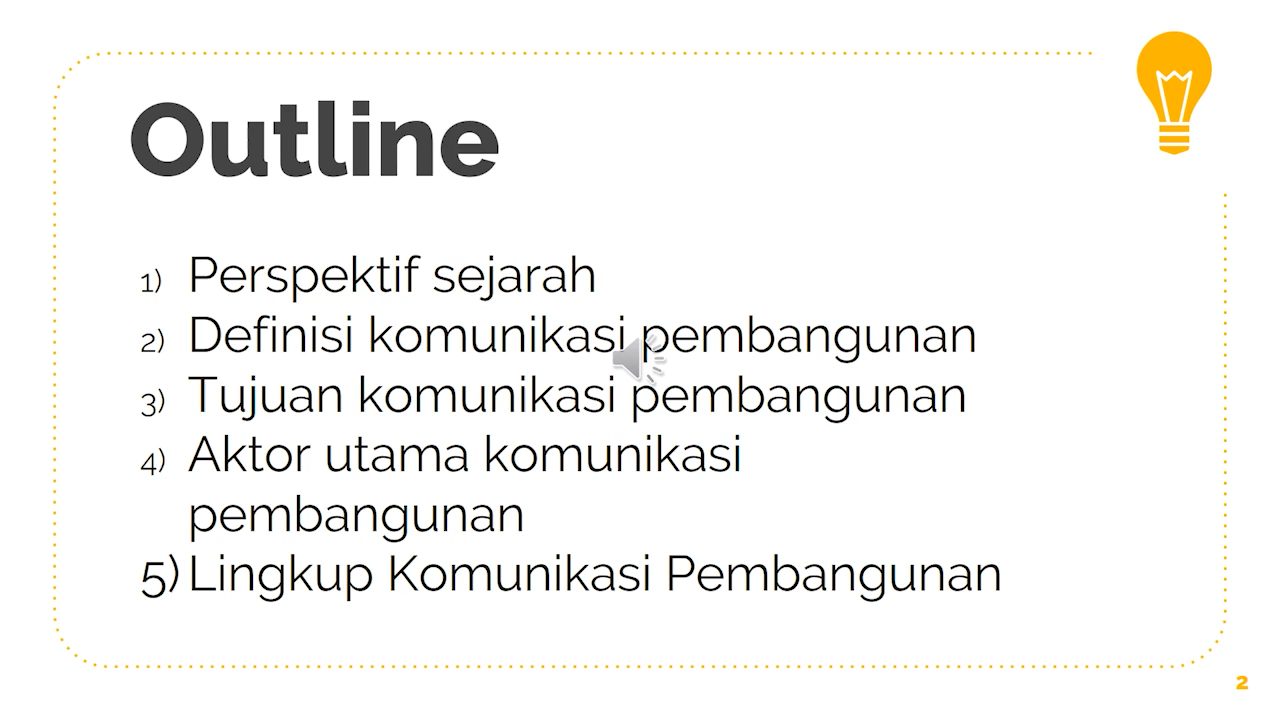 Outline
1) Perspektif sejarah
2) Definisi komunikasi pembangunan
3) Tujuan komunikasi pembangunan
4) Aktor utama komunikasi
pembangunan
5) Lingkup Komunikasi Pembangunan
2